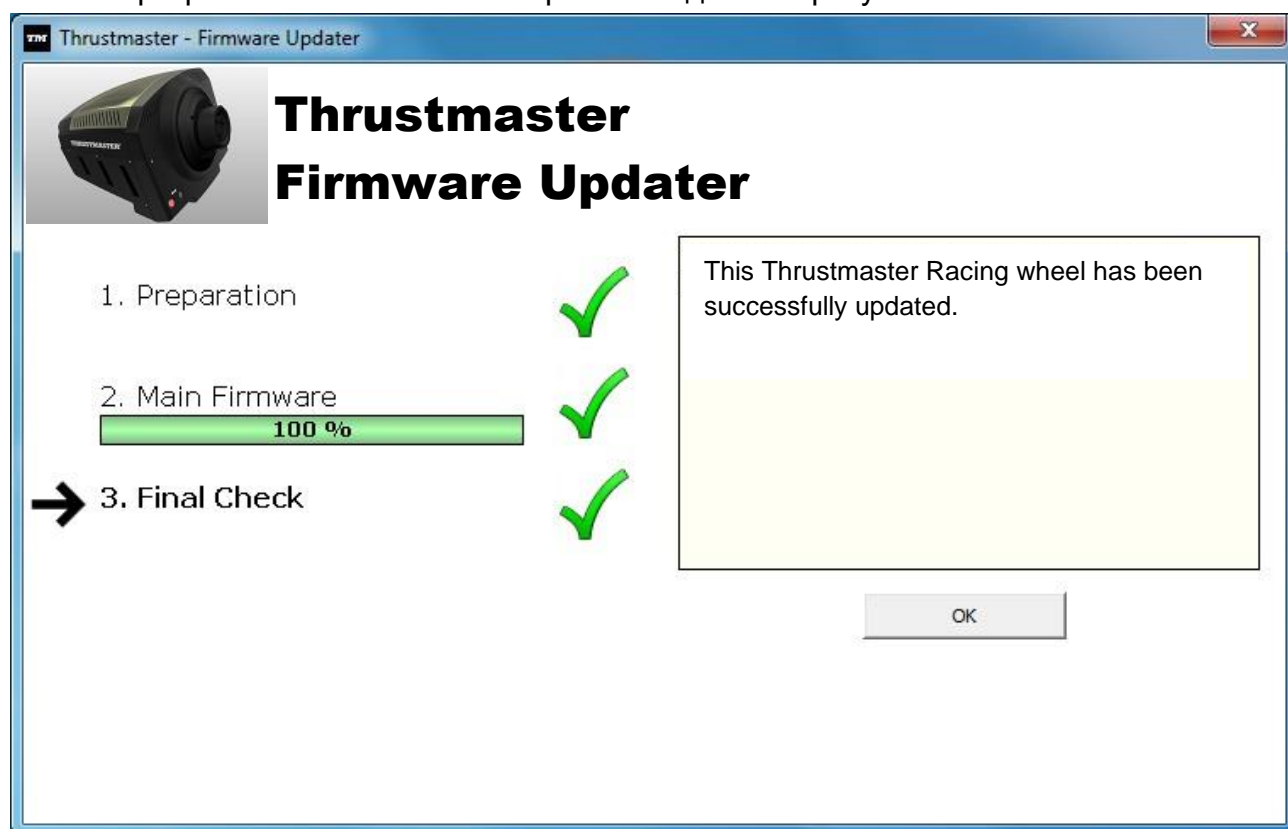 Thrustmaster - Firmware Updater
THRUSTMASTER
Thrustmaster
Firmware Updater
1. Preparation
This Thrustmaster Racing wheel has been
successfully updated.
2. Main Firmware
100 %
3. Final Check
OK